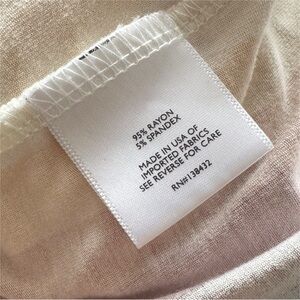 95% RAYON
5% SPANDEX
MADE IN USA OF
IMPORTED FABRICS
SEE REVERSE FOR CARE
RN#138432